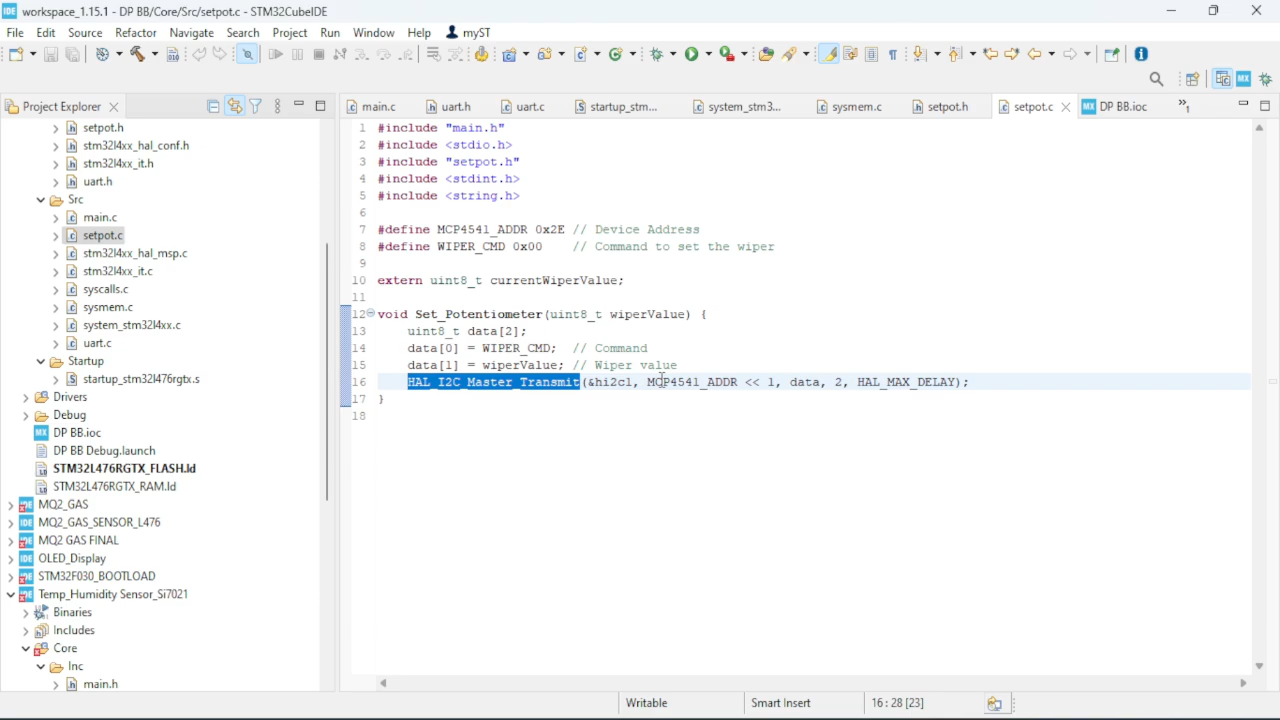 workspace_1.15.1 - DP BB/Core/Src/setpot.c - STM32CubeIDE
File Edit Source Refactor Navigate Search Project Run Window Help myST
Project Explorer
setpot.h
stm32l4xx_hal_conf.h
stm32l4xx_it.h
uart.h
Src
main.c
setpot.c
stm32l4xx_hal_msp.c
stm32l4xx_it.c
syscalls.c
sysmem.c
system_stm32l4xx.c
uart.c
Startup
startup_stm32l476rgtx.s
Drivers
Debug
DP BB.ioc
DP BB Debug.launch
STM32L476RGTX_FLASH.ld
STM32L476RGTX_RAM.ld
MQ2_GAS
MQ2_GAS_SENSOR_L476
MQ2 GAS FINAL
OLED_Display
STM32F030_BOOTLOAD
Temp_Humidity Sensor_Si7021
Binaries
Includes
Core
Inc
main.h
main.c uart.h uart.c startup_stm... system_stm3... sysmem.c setpot.h setpot.c DP BB.ioc »1
1 #include "main.h"
2 #include <stdio.h>
3 #include "setpot.h"
4 #include <stdint.h>
5 #include <string.h>
6
7 #define MCP4541_ADDR 0x2E // Device Address
8 #define WIPER_CMD 0x00 // Command to set the wiper
9
10 extern uint8_t currentWiperValue;
11
12 void Set_Potentiometer(uint8_t wiperValue) {
13 uint8_t data[2];
14 data[0] = WIPER_CMD; // Command
15 data[1] = wiperValue; // Wiper value
16 HAL_I2C_Master_Transmit(&hi2c1, MCP4541_ADDR << 1, data, 2, HAL_MAX_DELAY);
17 }
18
Writable Smart Insert 16 : 28 [23]